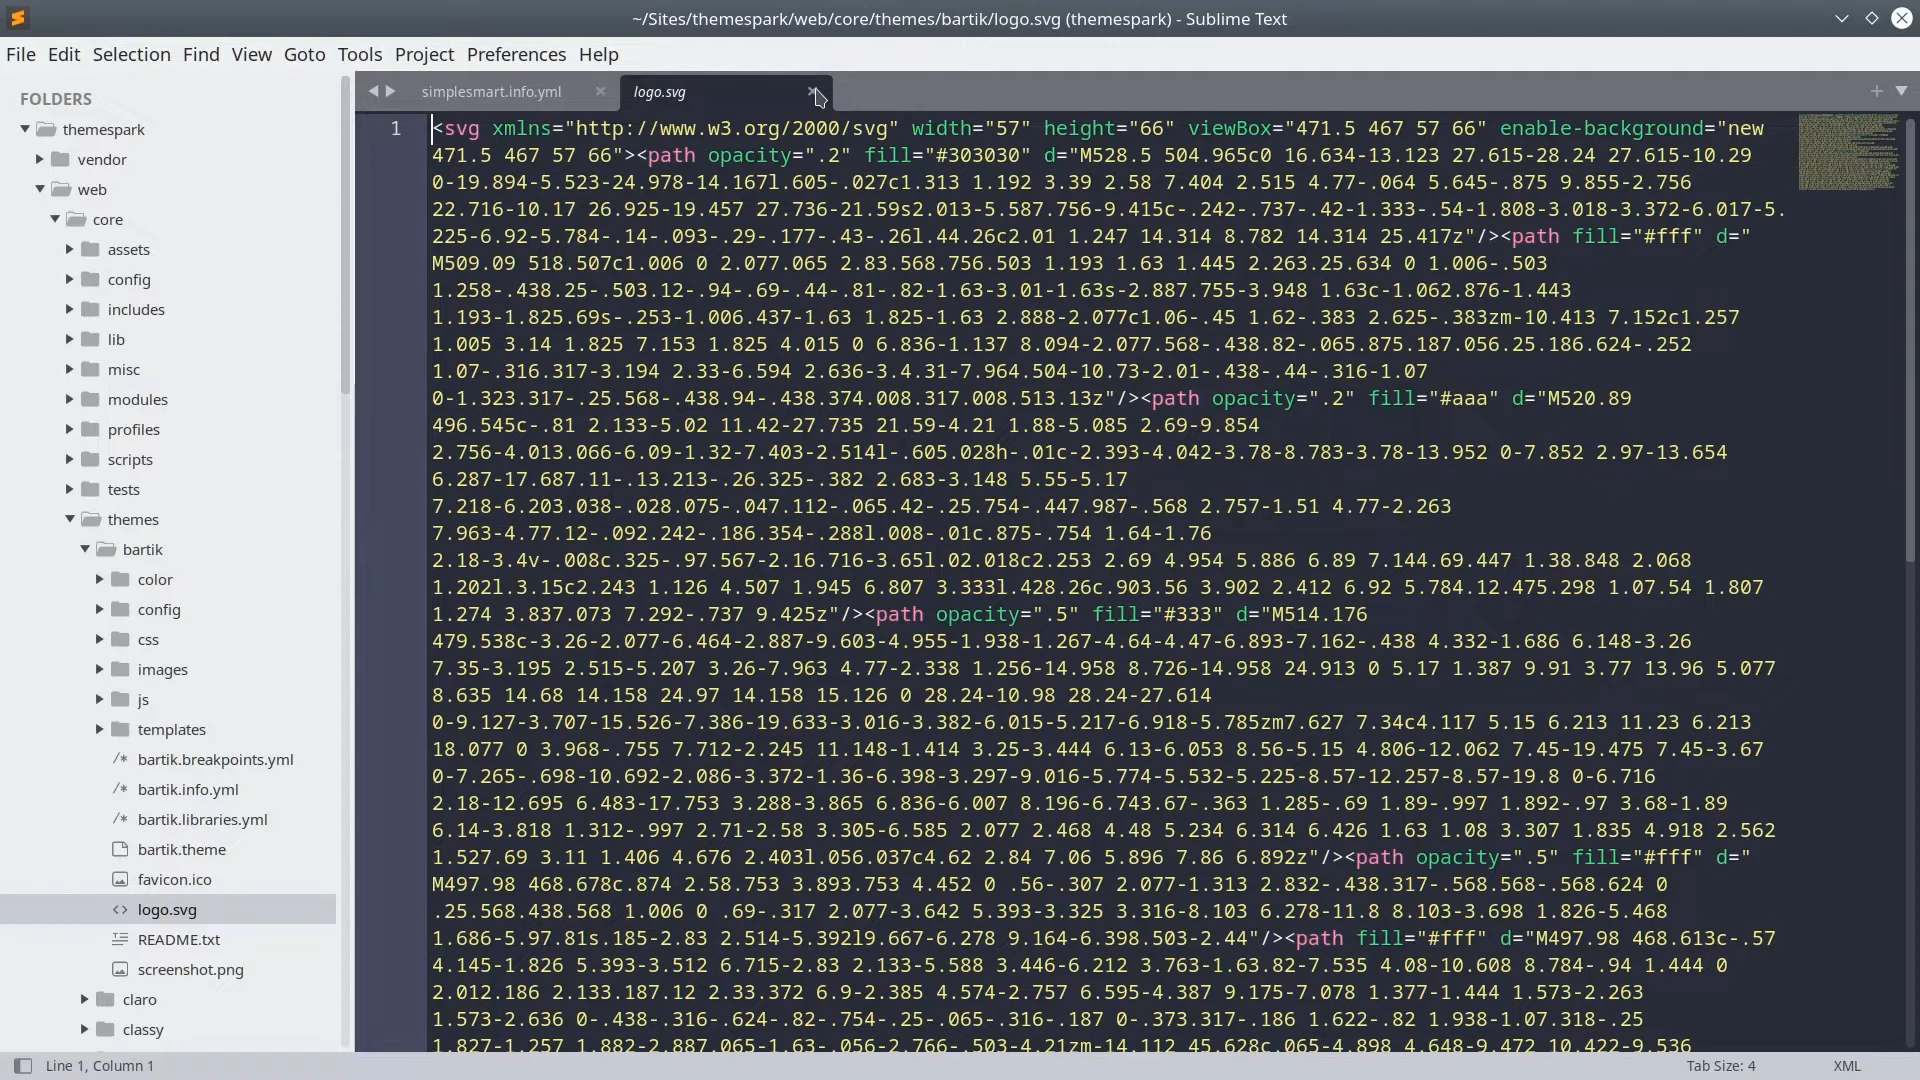 ~/Sites/themespark/web/core/themes/bartik/logo.svg (themespark) - Sublime Text
File Edit Selection Find View Goto Tools Project Preferences Help
FOLDERS
themespark
vendor
web
core
assets
config
includes
lib
misc
modules
profiles
scripts
tests
themes
bartik
color
config
css
images
js
templates
bartik.breakpoints.yml
bartik.info.yml
bartik.libraries.yml
bartik.theme
favicon.ico
logo.svg
README.txt
screenshot.png
claro
classy
simplesmart.info.yml
logo.svg
1
<svg xmlns="http://www.w3.org/2000/svg" width="57" height="66" viewBox="471.5 467 57 66" enable-background="new
471.5 467 57 66"><path opacity=".2" fill="#303030" d="M528.5 504.965c0 16.634-13.123 27.615-28.24 27.615-10.29
0-19.894-5.523-24.978-14.167l.605-.027c1.313 1.192 3.39 2.58 7.404 2.515 4.77-.064 5.645-.875 9.855-2.756
22.716-10.17 26.925-19.457 27.736-21.59s2.013-5.587.756-9.415c-.242-.737-.42-1.333-.54-1.808-3.018-3.372-6.017-5.
225-6.92-5.784-.14-.093-.29-.177-.43-.26l.44.26c2.01 1.247 14.314 8.782 14.314 25.417z"/><path fill="#fff" d="
M509.09 518.507c1.006 0 2.077.065 2.83.568.756.503 1.193 1.63 1.445 2.263.25.634 0 1.006-.503
1.258-.438.25-.503.12-.94-.69-.44-.81-.82-1.63-3.01-1.63s-2.887.755-3.948 1.63c-1.062.876-1.443
1.193-1.825.69s-.253-1.006.437-1.63 1.825-1.63 2.888-2.077c1.06-.45 1.62-.383 2.625-.383zm-10.413 7.152c1.257
1.005 3.14 1.825 7.153 1.825 4.015 0 6.836-1.137 8.094-2.077.568-.438.82-.065.875.187.056.25.186.624-.252
1.07-.316.317-3.194 2.33-6.594 2.636-3.4.31-7.964.504-10.73-2.01-.438-.44-.316-1.07
0-1.323.317-.25.568-.438.94-.438.374.008.317.008.513.13z"/><path opacity=".2" fill="#aaa" d="M520.89
496.545c-.81 2.133-5.02 11.42-27.735 21.59-4.21 1.88-5.085 2.69-9.854
2.756-4.013.066-6.09-1.32-7.403-2.514l-.605.028h-.01c-2.393-4.042-3.78-8.783-3.78-13.952 0-7.852 2.97-13.654
6.287-17.687.11-.13.213-.26.325-.382 2.683-3.148 5.55-5.17
7.218-6.203.038-.028.075-.047.112-.065.42-.25.754-.447.987-.568 2.757-1.51 4.77-2.263
7.963-4.77.12-.092.242-.186.354-.288l.008-.01c.875-.754 1.64-1.76
2.18-3.4v-.008c.325-.97.567-2.16.716-3.65l.02.018c2.253 2.69 4.954 5.886 6.89 7.144.69.447 1.38.848 2.068
1.202l.3.15c2.243 1.126 4.507 1.945 6.807 3.333l.428.26c.903.56 3.902 2.412 6.92 5.784.12.475.298 1.07.54 1.807
1.274 3.837.073 7.292-.737 9.425z"/><path opacity=".5" fill="#333" d="M514.176
479.538c-3.26-2.077-6.464-2.887-9.603-4.955-1.938-1.267-4.64-4.47-6.893-7.162-.438 4.332-1.686 6.148-3.26
7.35-3.195 2.515-5.207 3.26-7.963 4.77-2.338 1.256-14.958 8.726-14.958 24.913 0 5.17 1.387 9.91 3.77 13.96 5.077
8.635 14.68 14.158 24.97 14.158 15.126 0 28.24-10.98 28.24-27.614
0-9.127-3.707-15.526-7.386-19.633-3.016-3.382-6.015-5.217-6.918-5.785zm7.627 7.34c4.117 5.15 6.213 11.23 6.213
18.077 0 3.968-.755 7.712-2.245 11.148-1.414 3.25-3.444 6.13-6.053 8.56-5.15 4.806-12.062 7.45-19.475 7.45-3.67
0-7.265-.698-10.692-2.086-3.372-1.36-6.398-3.297-9.016-5.774-5.532-5.225-8.57-12.257-8.57-19.8 0-6.716
2.18-12.695 6.483-17.753 3.288-3.865 6.836-6.007 8.196-6.743.67-.363 1.285-.69 1.89-.997 1.892-.97 3.68-1.89
6.14-3.818 1.312-.997 2.71-2.58 3.305-6.585 2.077 2.468 4.48 5.234 6.314 6.426 1.63 1.08 3.307 1.835 4.918 2.562
1.527.69 3.11 1.406 4.676 2.403l.056.037c4.62 2.84 7.06 5.896 7.86 6.892z"/><path opacity=".5" fill="#fff" d="
M497.98 468.678c.874 2.58.753 3.893.753 4.452 0 .56-.307 2.077-1.313 2.832-.438.317-.568.568-.568.624 0
.25.568.438.568 1.006 0 .69-.317 2.077-3.642 5.393-3.325 3.316-8.103 6.278-11.8 8.103-3.698 1.826-5.468
1.686-5.97.81s.185-2.83 2.514-5.392l9.667-6.278 9.164-6.398.503-2.44"/><path fill="#fff" d="M497.98 468.613c-.57
4.145-1.826 5.393-3.512 6.715-2.83 2.133-5.588 3.446-6.212 3.763-1.63.82-7.535 4.08-10.608 8.784-.94 1.444 0
2.012.186 2.133.187.12 2.33.372 6.9-2.385 4.574-2.757 6.595-4.387 9.175-7.078 1.377-1.444 1.573-2.263
1.573-2.636 0-.438-.316-.624-.82-.754-.25-.065-.316-.187 0-.373.317-.186 1.622-.82 1.938-1.07.318-.25
1.827-1.257 1.882-2.887.065-1.63-.056-2.766-.503-4.21zm-14.112 45.628c.065-4.898 4.648-9.472 10.422-9.536
Line 1, Column 1
Tab Size: 4
XML